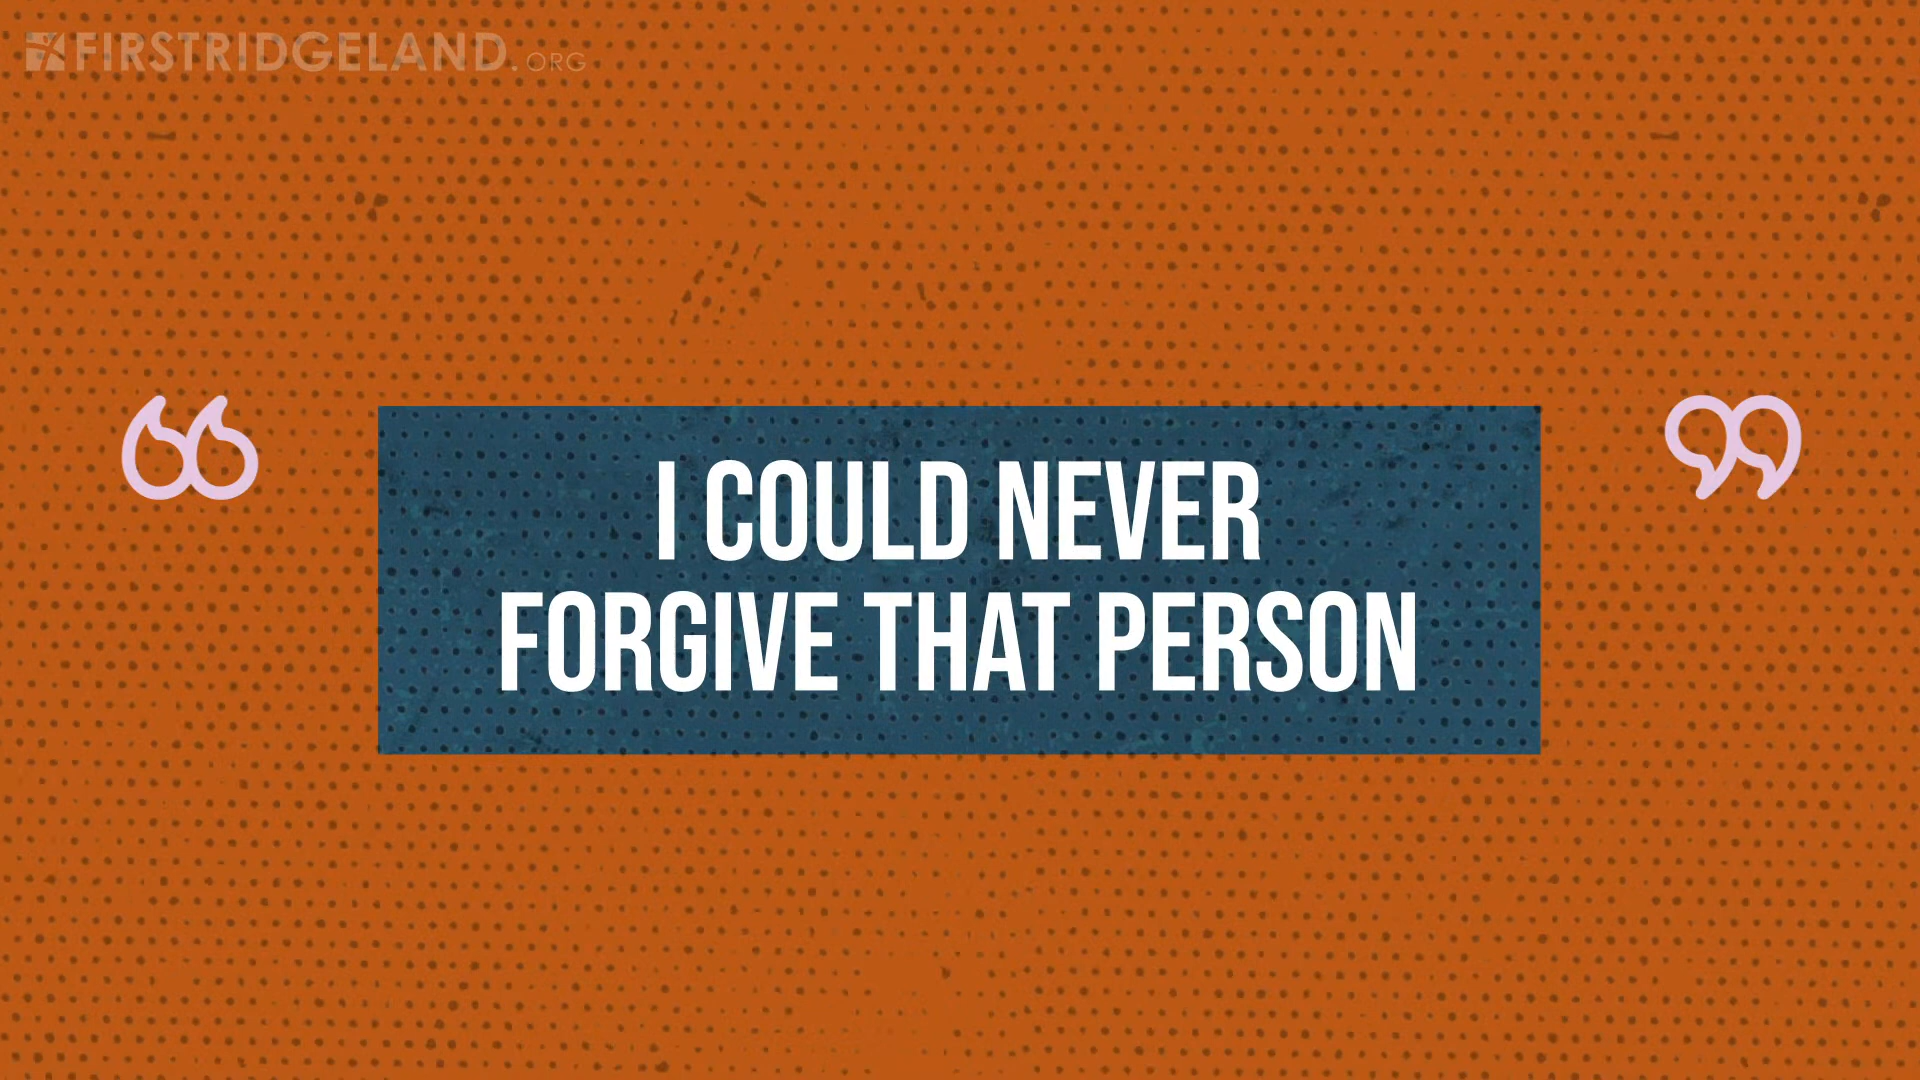 FIRSTRIDGELAND.ORG
“ ”
I COULD NEVER
FORGIVE THAT PERSON